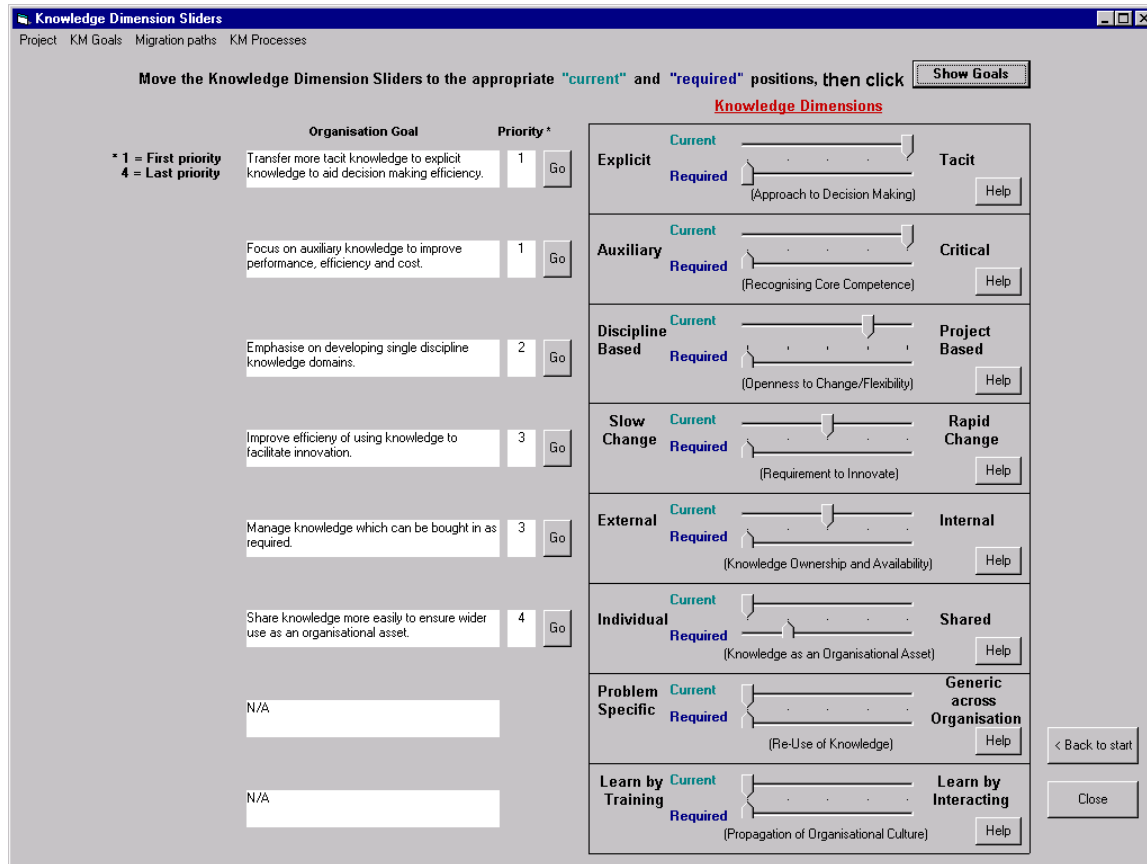 Knowledge Dimension Sliders
Project KM Goals Migration paths KM Processes
Move the Knowledge Dimension Sliders to the appropriate "current" and "required" positions, then click Show Goals
Knowledge Dimensions
Organisation Goal Priority *
* 1 = First priority
4 = Last priority
Transfer more tacit knowledge to explicit
knowledge to aid decision making efficiency.
1
Go
Explicit
Current
Required
Tacit
(Approach to Decision Making)
Help
Focus on auxiliary knowledge to improve
performance, efficiency and cost.
1
Go
Auxiliary
Current
Required
Critical
(Recognising Core Competence)
Help
Emphasise on developing single discipline
knowledge domains.
2
Go
Discipline
Based
Current
Required
Project
Based
(Openness to Change/Flexibility)
Help
Improve efficieny of using knowledge to
facilitate innovation.
3
Go
Slow
Change
Current
Required
Rapid
Change
(Requirement to Innovate)
Help
Manage knowledge which can be bought in as
required.
3
Go
External
Current
Required
Internal
(Knowledge Ownership and Availability)
Help
Share knowledge more easily to ensure wider
use as an organisational asset.
4
Go
Individual
Current
Required
Shared
(Knowledge as an Organisational Asset)
Help
N/A
Problem
Specific
Current
Required
Generic
across
Organisation
(Re-Use of Knowledge)
Help
< Back to start
N/A
Learn by
Training
Current
Required
Learn by
Interacting
(Propagation of Organisational Culture)
Help
Close